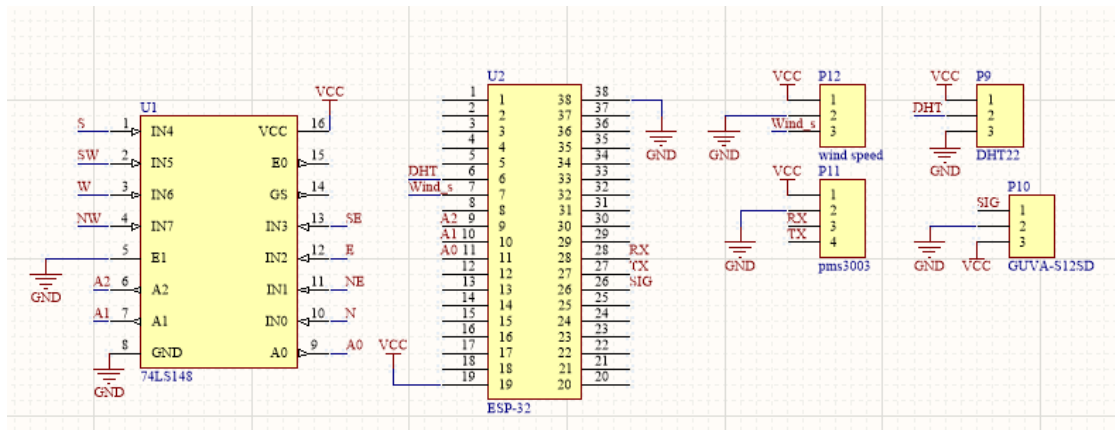 U1
VCC
S 1 IN4 VCC 16
SW 2 IN5 E0 15
W 3 IN6 GS 14
NW 4 IN7 IN3 13 SE
5 E1 IN2 12 E
GND
A2 6 A2 IN1 11 NE
A1 7 A1 IN0 10 N
8 GND A0 9 A0
GND
74LS148
U2
1 1 38 38
2 2 37 37
3 3 36 36
4 4 35 35
5 5 34 34
DHT 6 6 33 33
Wind_s 7 7 32 32
8 8 31 31
A2 9 9 30 30
A1 10 10 29 29
A0 11 11 28 28 RX
12 12 27 27 TX
13 13 26 26 SIG
14 14 25 25
15 15 24 24
16 16 23 23
17 17 22 22
18 18 21 21
19 19 20 20
VCC
GND
ESP-32
P12
VCC
1
2
Wind_s 3
GND
wind speed
P9
VCC
1
DHT 2
3
GND
DHT22
P11
VCC
1
2
RX 3
TX 4
GND
pms3003
P10
SIG 1
2
3
GND
VCC
GUVA-S12SD